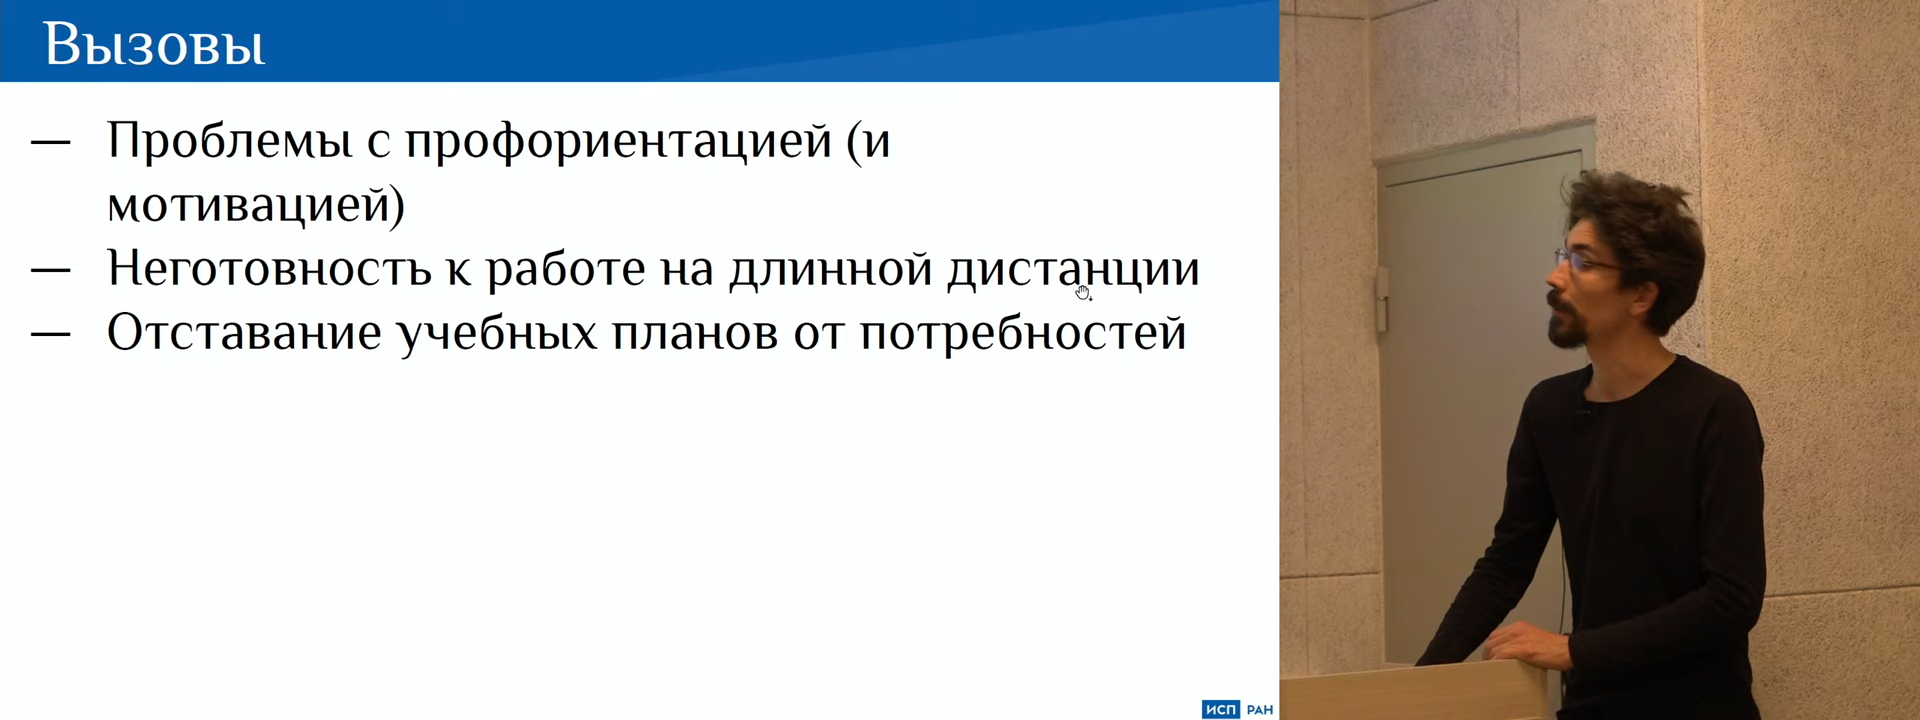 Вызовы
— Проблемы с профориентацией (и
мотивацией)
— Неготовность к работе на длинной дистанции
— Отставание учебных планов от потребностей
ИСП РАН